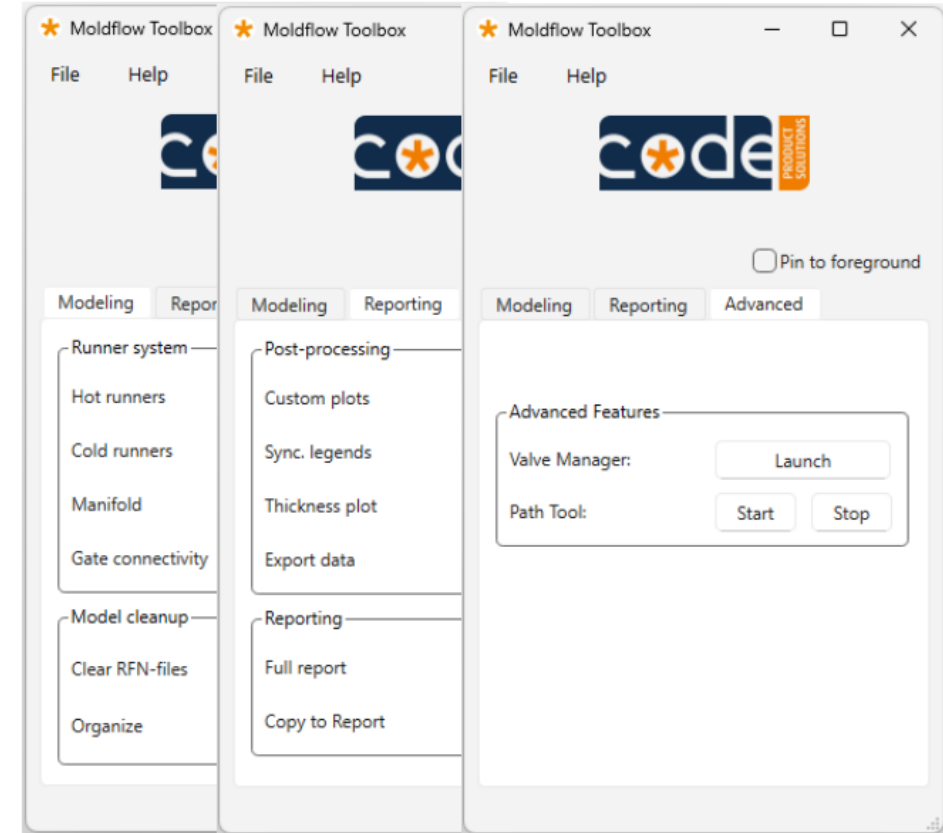 Moldflow Toolbox
File Help
co
Modeling Repor
Runner system
Hot runners
Cold runners
Manifold
Gate connectivity
Model cleanup
Clear RFN-files
Organize
Moldflow Toolbox
File Help
coc
Modeling Reporting
Post-processing
Custom plots
Sync. legends
Thickness plot
Export data
Reporting
Full report
Copy to Report
Moldflow Toolbox
File Help
code
PRODUCT
SOLUTIONS
Pin to foreground
Modeling Reporting Advanced
Advanced Features
Valve Manager: Launch
Path Tool: Start Stop